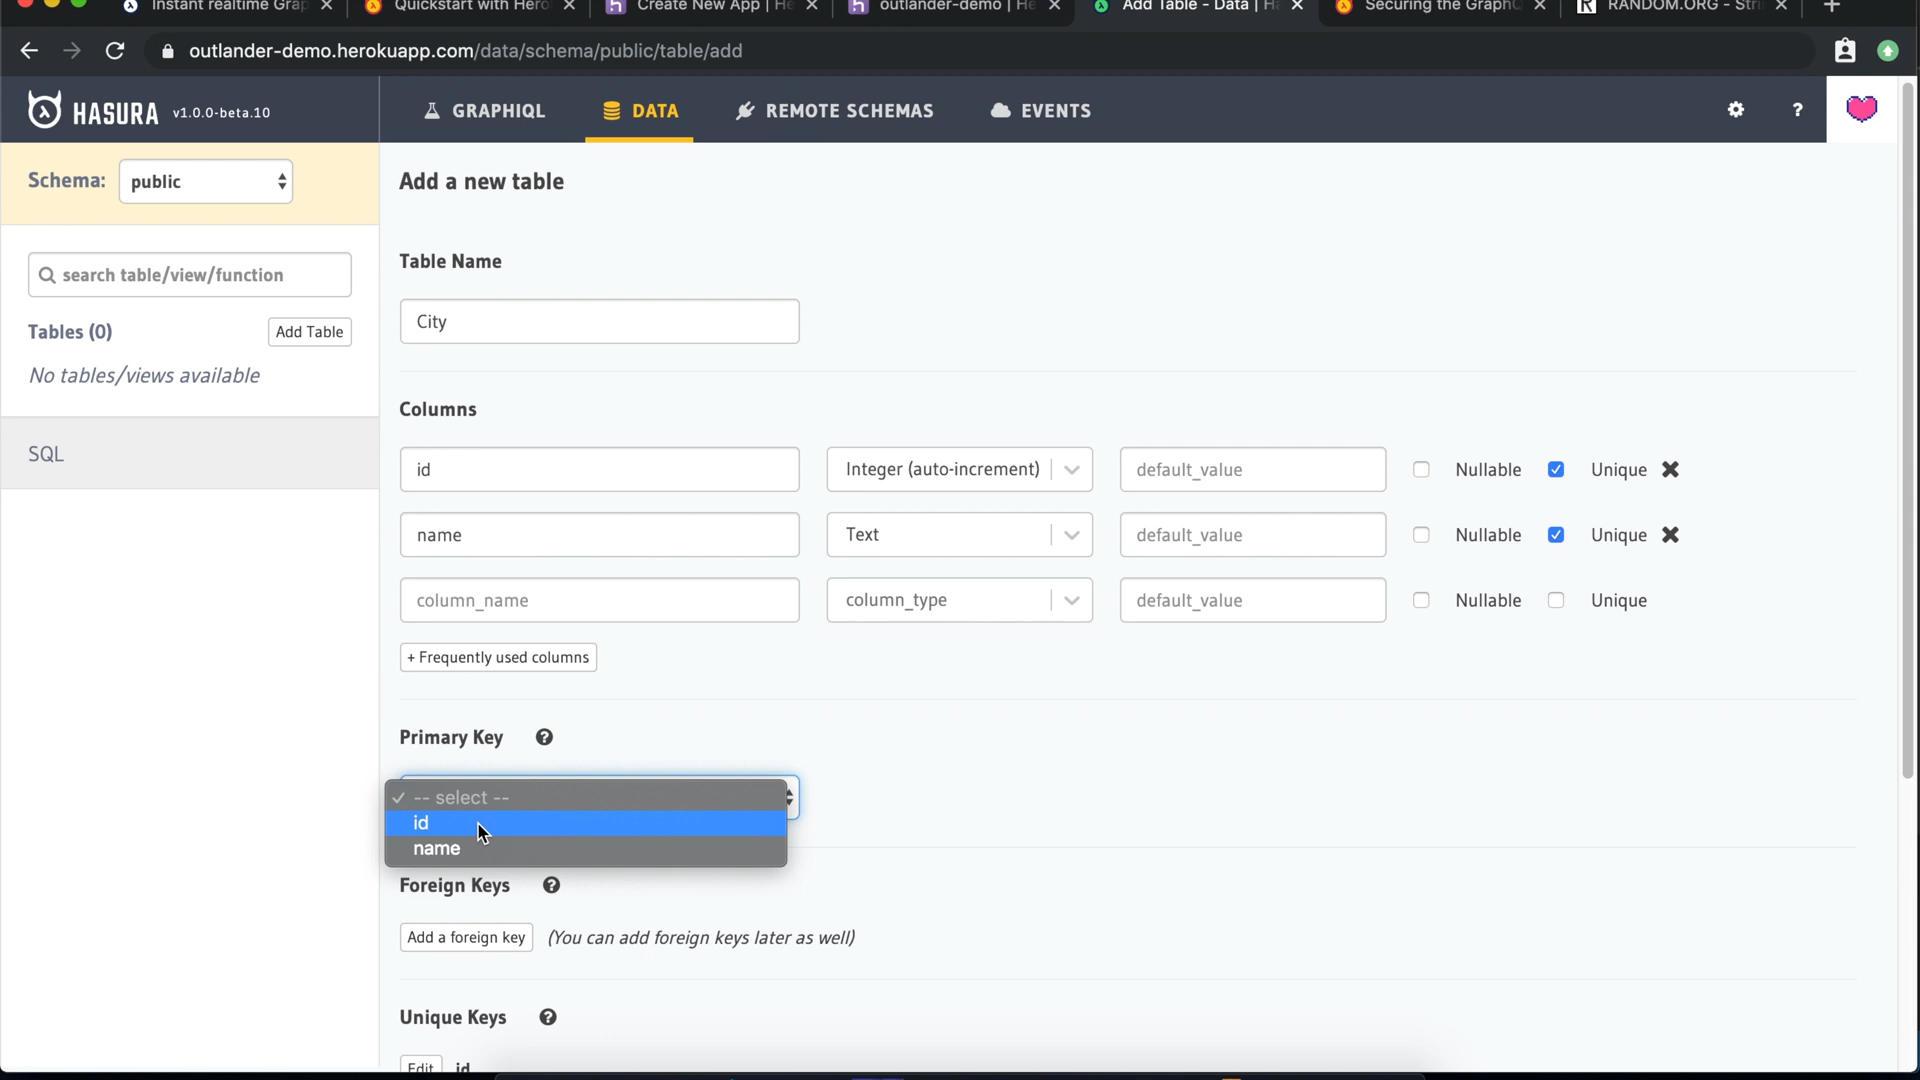 Instant realtime Grap
Quickstart with Hero
Create New App | He
outlander-demo | He
Add Table - Data | Ha
Securing the GraphQ
RANDOM.ORG - Stri
outlander-demo.herokuapp.com/data/schema/public/table/add
HASURA v1.0.0-beta.10
GRAPHIQL
DATA
REMOTE SCHEMAS
EVENTS
?
Schema: public
search table/view/function
Tables (0) Add Table
No tables/views available
SQL
Add a new table
Table Name
City
Columns
id Integer (auto-increment) default_value Nullable Unique
name Text default_value Nullable Unique
column_name column_type default_value Nullable Unique
+ Frequently used columns
Primary Key ?
-- select --
id
name
Foreign Keys ?
Add a foreign key (You can add foreign keys later as well)
Unique Keys ?
Edit id